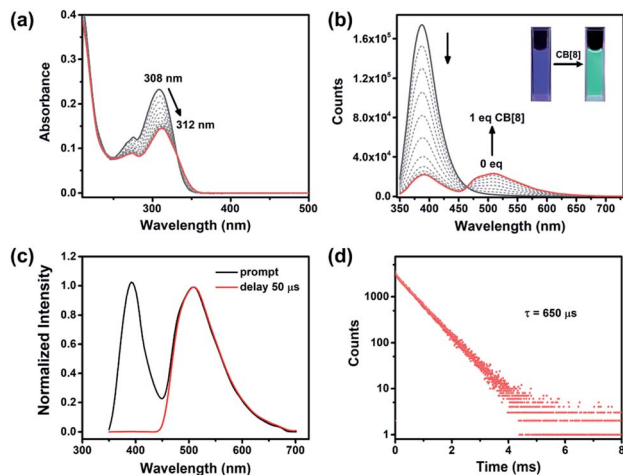 (a)
0.4
0.3
0.2
0.1
0.0
Absorbance
308 nm
312 nm
300
400
500
Wavelength (nm)
(b)
1.6x10⁵
1.2x10⁵
8.0x10⁴
4.0x10⁴
0.0
Counts
CB[8]
1 eq CB[8]
0 eq
350
400
450
500
550
600
650
700
Wavelength (nm)
(c)
1.2
1.0
0.8
0.6
0.4
0.2
0.0
Normalized Intensity
prompt
delay 50 μs
300
400
500
600
700
Wavelength (nm)
(d)
1000
100
10
1
Counts
τ = 650 μs
0
2
4
6
8
Time (ms)